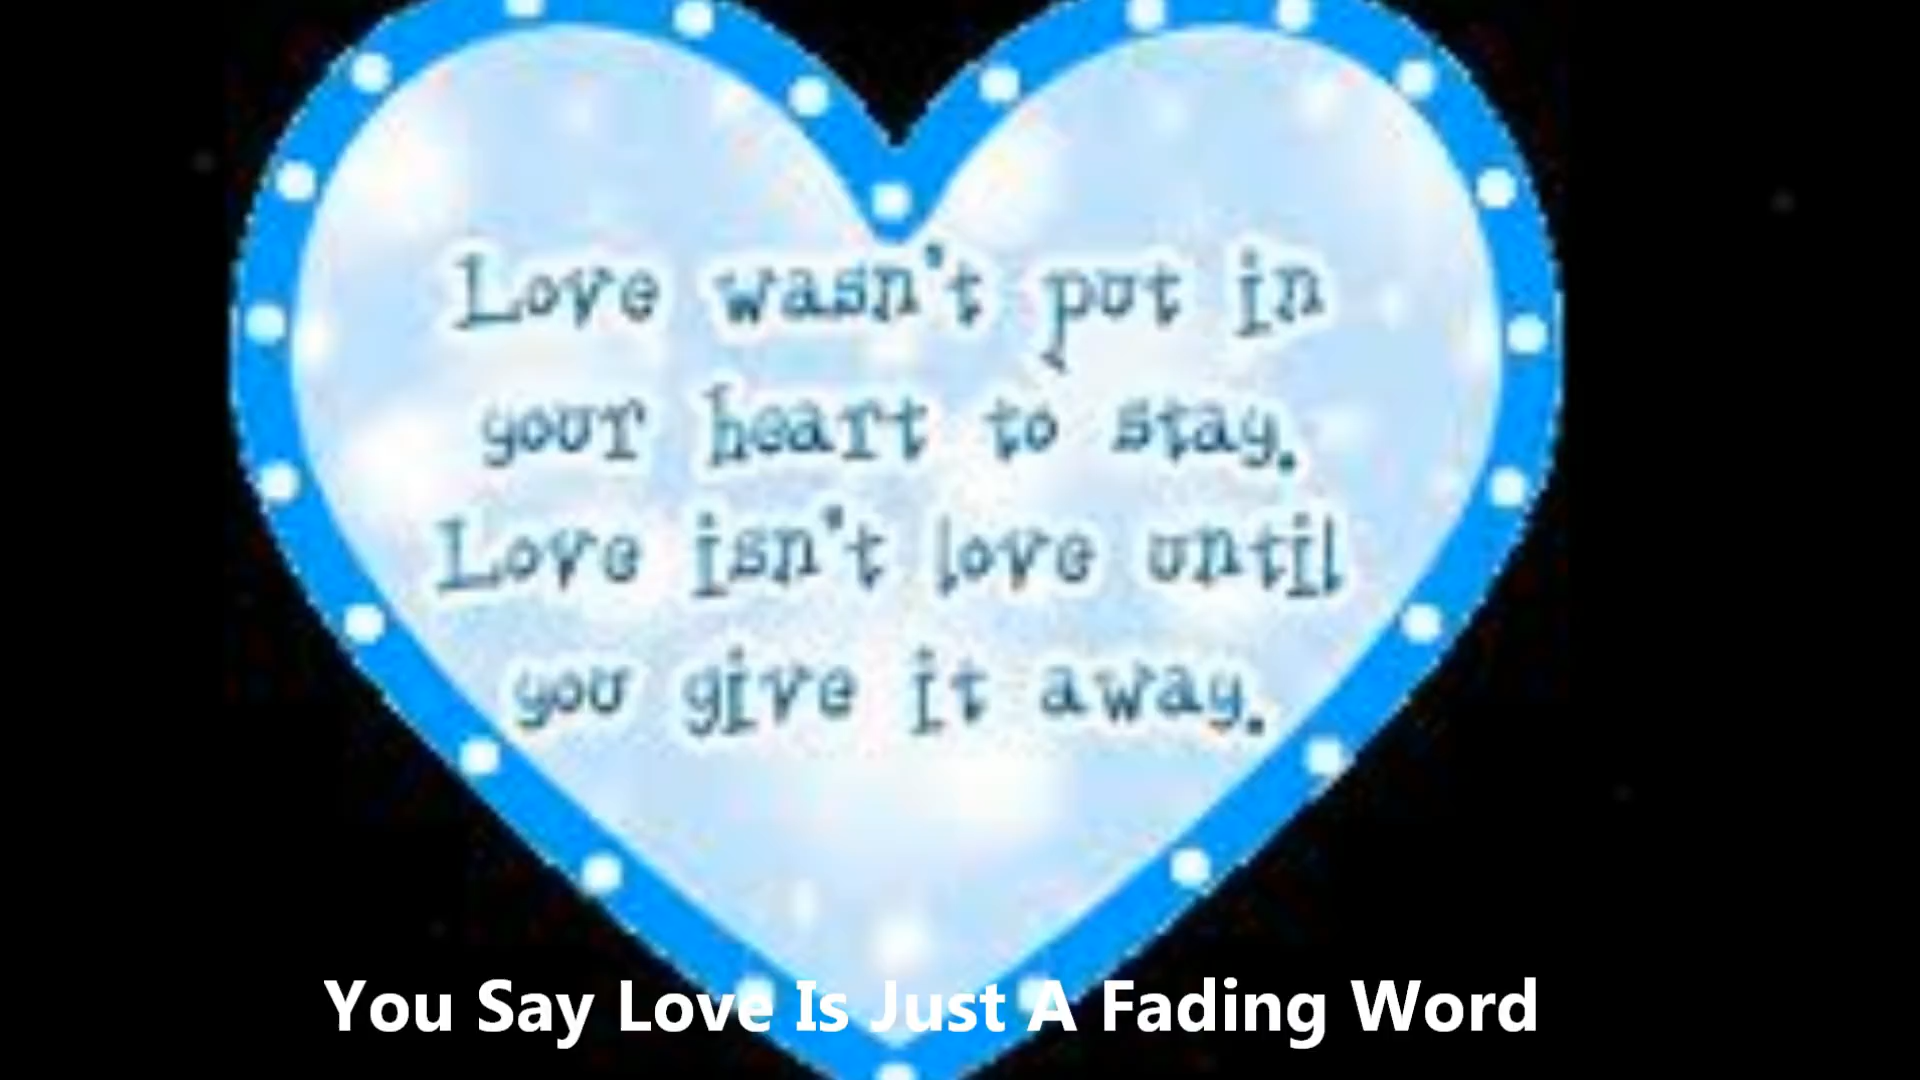 Love wasn't put in
your heart to stay.
Love isn't love until
you give it away.
You Say Love Is Just A Fading Word